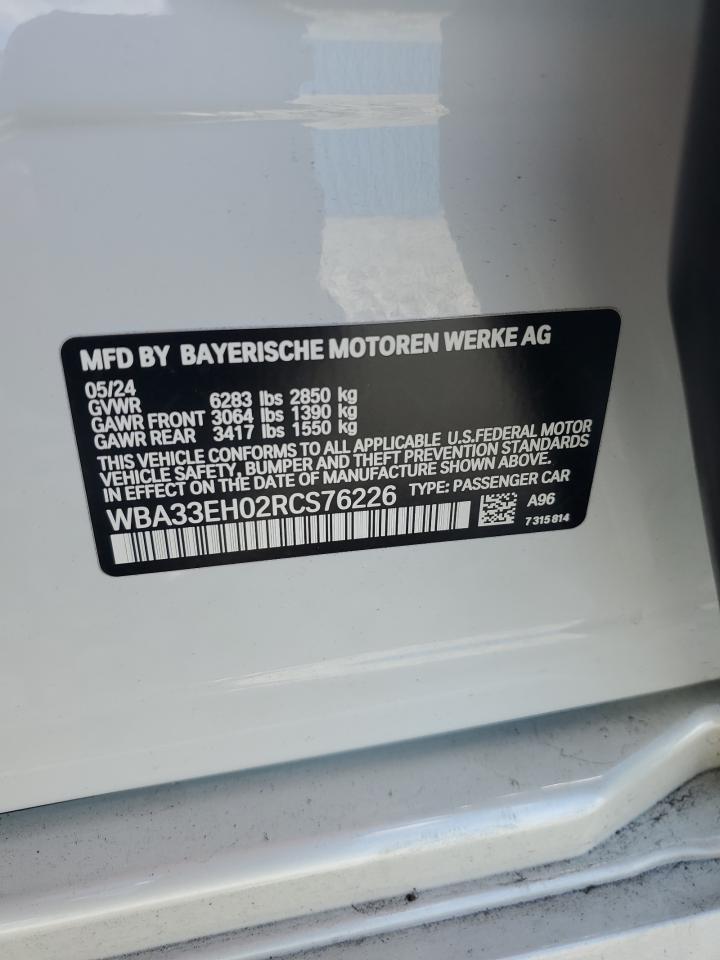 MFD BY BAYERISCHE MOTOREN WERKE AG
05/24
GVWR 6283 lbs 2850 kg
GAWR FRONT 3064 lbs 1390 kg
GAWR REAR 3417 lbs 1550 kg
THIS VEHICLE CONFORMS TO ALL APPLICABLE U.S.FEDERAL MOTOR
VEHICLE SAFETY, BUMPER AND THEFT PREVENTION STANDARDS
IN EFFECT ON THE DATE OF MANUFACTURE SHOWN ABOVE.
WBA33EH02RCS76226 TYPE: PASSENGER CAR
A96
7315814